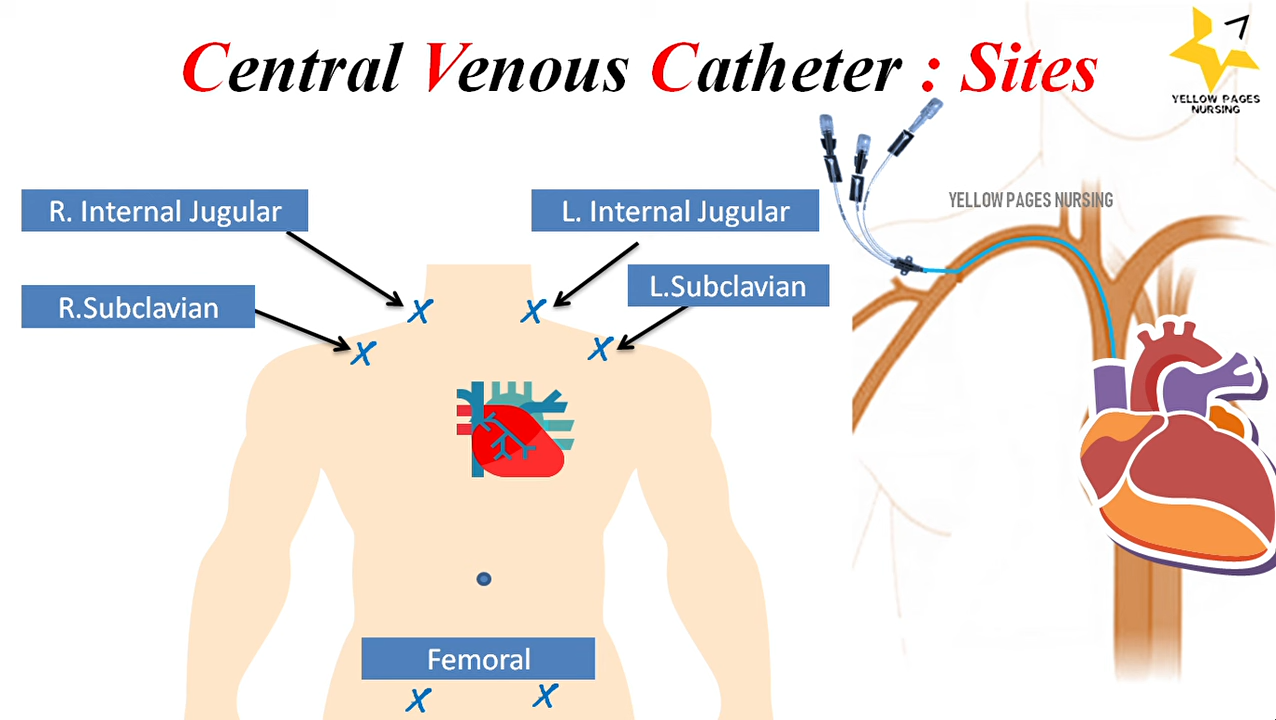 Central Venous Catheter : Sites
YELLOW PAGES
NURSING
YELLOW PAGES NURSING
R. Internal Jugular
L. Internal Jugular
R.Subclavian
L.Subclavian
X X
X X
Femoral
X X